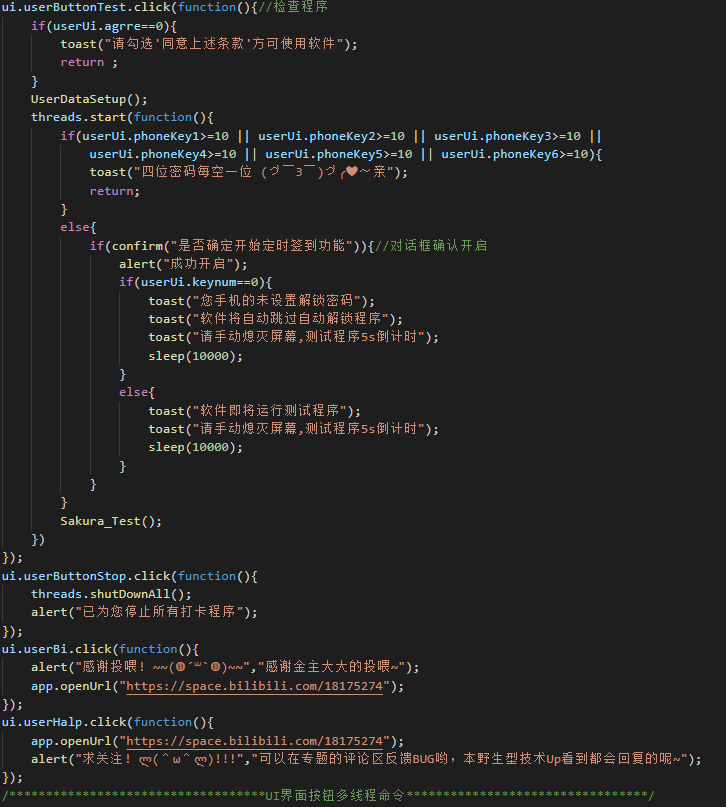 ui.userButtonTest.click(function(){//检查程序
if(userUi.agrre==0){
toast("请勾选'同意上述条款'方可使用软件");
return ;
}
UserDataSetup();
threads.start(function(){
if(userUi.phoneKey1>=10 || userUi.phoneKey2>=10 || userUi.phoneKey3>=10 ||
userUi.phoneKey4>=10 || userUi.phoneKey5>=10 || userUi.phoneKey6>=10){
toast("四位密码每空一位 (づ￣3￣)づ╭❤～亲");
return;
}
else{
if(confirm("是否确定开始定时签到功能")){//对话框确认开启
alert("成功开启");
if(userUi.keynum==0){
toast("您手机的未设置解锁密码");
toast("软件将自动跳过自动解锁程序");
toast("请手动熄灭屏幕,测试程序5s倒计时");
sleep(10000);
}
else{
toast("软件即将运行测试程序");
toast("请手动熄灭屏幕,测试程序5s倒计时");
sleep(10000);
}
}
}
Sakura_Test();
})
});
ui.userButtonStop.click(function(){
threads.shutDownAll();
alert("已为您停止所有打卡程序");
});
ui.userBi.click(function(){
alert("感谢投喂！~~(◍´꒳`◍)~~","感谢金主大大的投喂~");
app.openUrl("https://space.bilibili.com/18175274");
});
ui.userHalp.click(function(){
app.openUrl("https://space.bilibili.com/18175274");
alert("求关注！ლ(＾ω＾ლ)!!!","可以在专题的评论区反馈BUG哟，本野生型技术Up看到都会回复的呢~");
});
/***********************************UI界面按钮多线程命令*********************************/